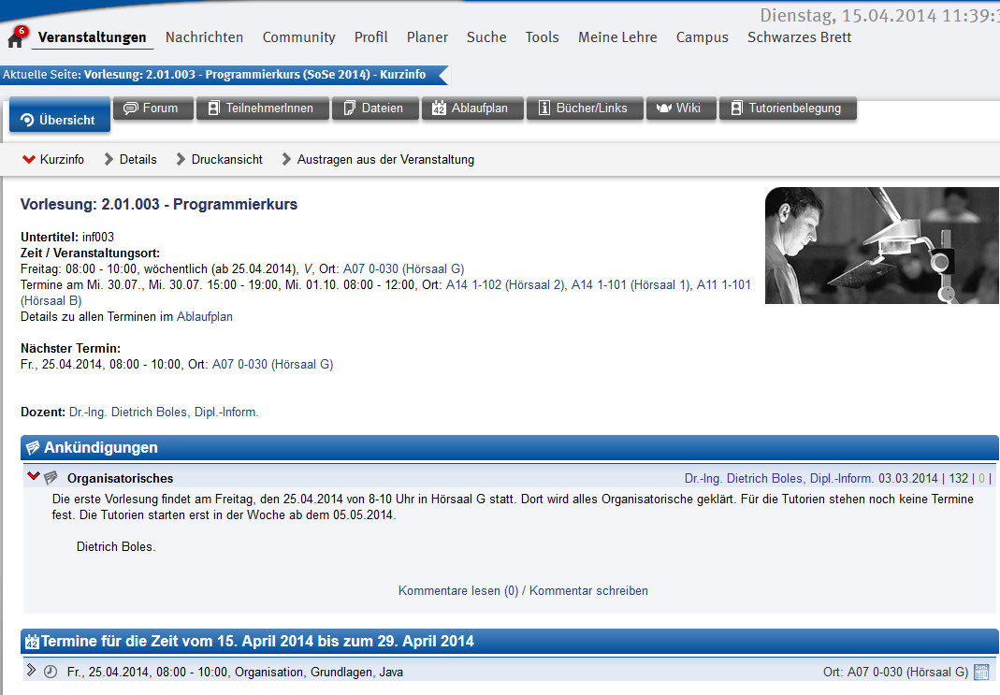 Dienstag, 15.04.2014 11:39:3
6
Veranstaltungen Nachrichten Community Profil Planer Suche Tools Meine Lehre Campus Schwarzes Brett
Aktuelle Seite: Vorlesung: 2.01.003 - Programmierkurs (SoSe 2014) - Kurzinfo
Übersicht Forum TeilnehmerInnen Dateien 42 Ablaufplan Bücher/Links Wiki Tutorienbelegung
Kurzinfo Details Druckansicht Austragen aus der Veranstaltung
Vorlesung: 2.01.003 - Programmierkurs
Untertitel: inf003
Zeit / Veranstaltungsort:
Freitag: 08:00 - 10:00, wöchentlich (ab 25.04.2014), V, Ort: A07 0-030 (Hörsaal G)
Termine am Mi. 30.07., Mi. 30.07. 15:00 - 19:00, Mi. 01.10. 08:00 - 12:00, Ort: A14 1-102 (Hörsaal 2), A14 1-101 (Hörsaal 1), A11 1-101
(Hörsaal B)
Details zu allen Terminen im Ablaufplan
Nächster Termin:
Fr., 25.04.2014, 08:00 - 10:00, Ort: A07 0-030 (Hörsaal G)
Dozent: Dr.-Ing. Dietrich Boles, Dipl.-Inform.
Ankündigungen
Organisatorisches Dr.-Ing. Dietrich Boles, Dipl.-Inform. 03.03.2014 | 132 | 0 |
Die erste Vorlesung findet am Freitag, den 25.04.2014 von 8-10 Uhr in Hörsaal G statt. Dort wird alles Organisatorische geklärt. Für die Tutorien stehen noch keine Termine
fest. Die Tutorien starten erst in der Woche ab dem 05.05.2014.
Dietrich Boles.
Kommentare lesen (0) / Kommentar schreiben
42 Termine für die Zeit vom 15. April 2014 bis zum 29. April 2014
Fr., 25.04.2014, 08:00 - 10:00, Organisation, Grundlagen, Java Ort: A07 0-030 (Hörsaal G)